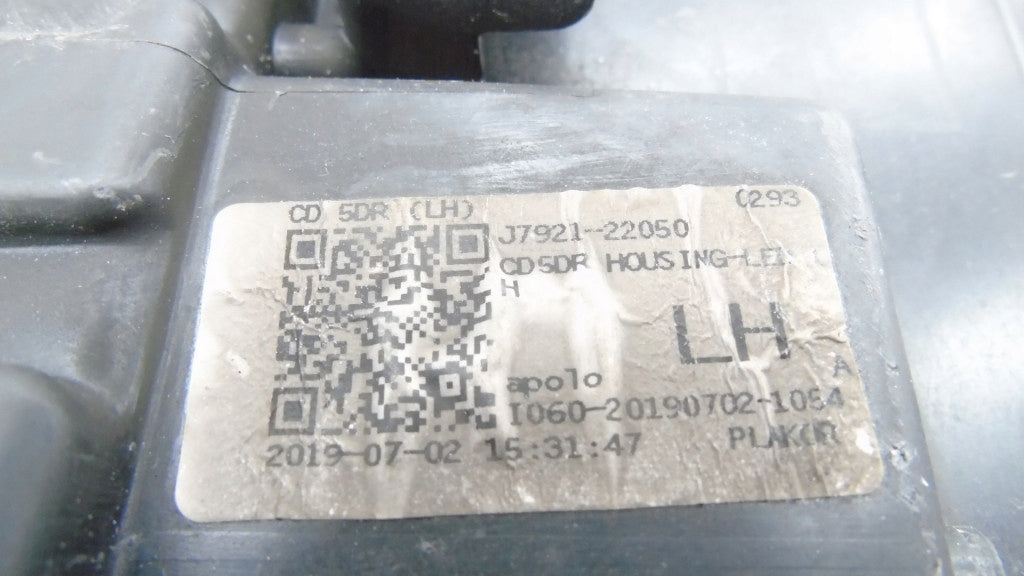 CD 5DR (LH)
0293
J7921-22050
CD5DR HOUSING-LED L
H
LH
A
apolo
I060-20190702-1054
2019-07-02 15:31:47
PLAKOR